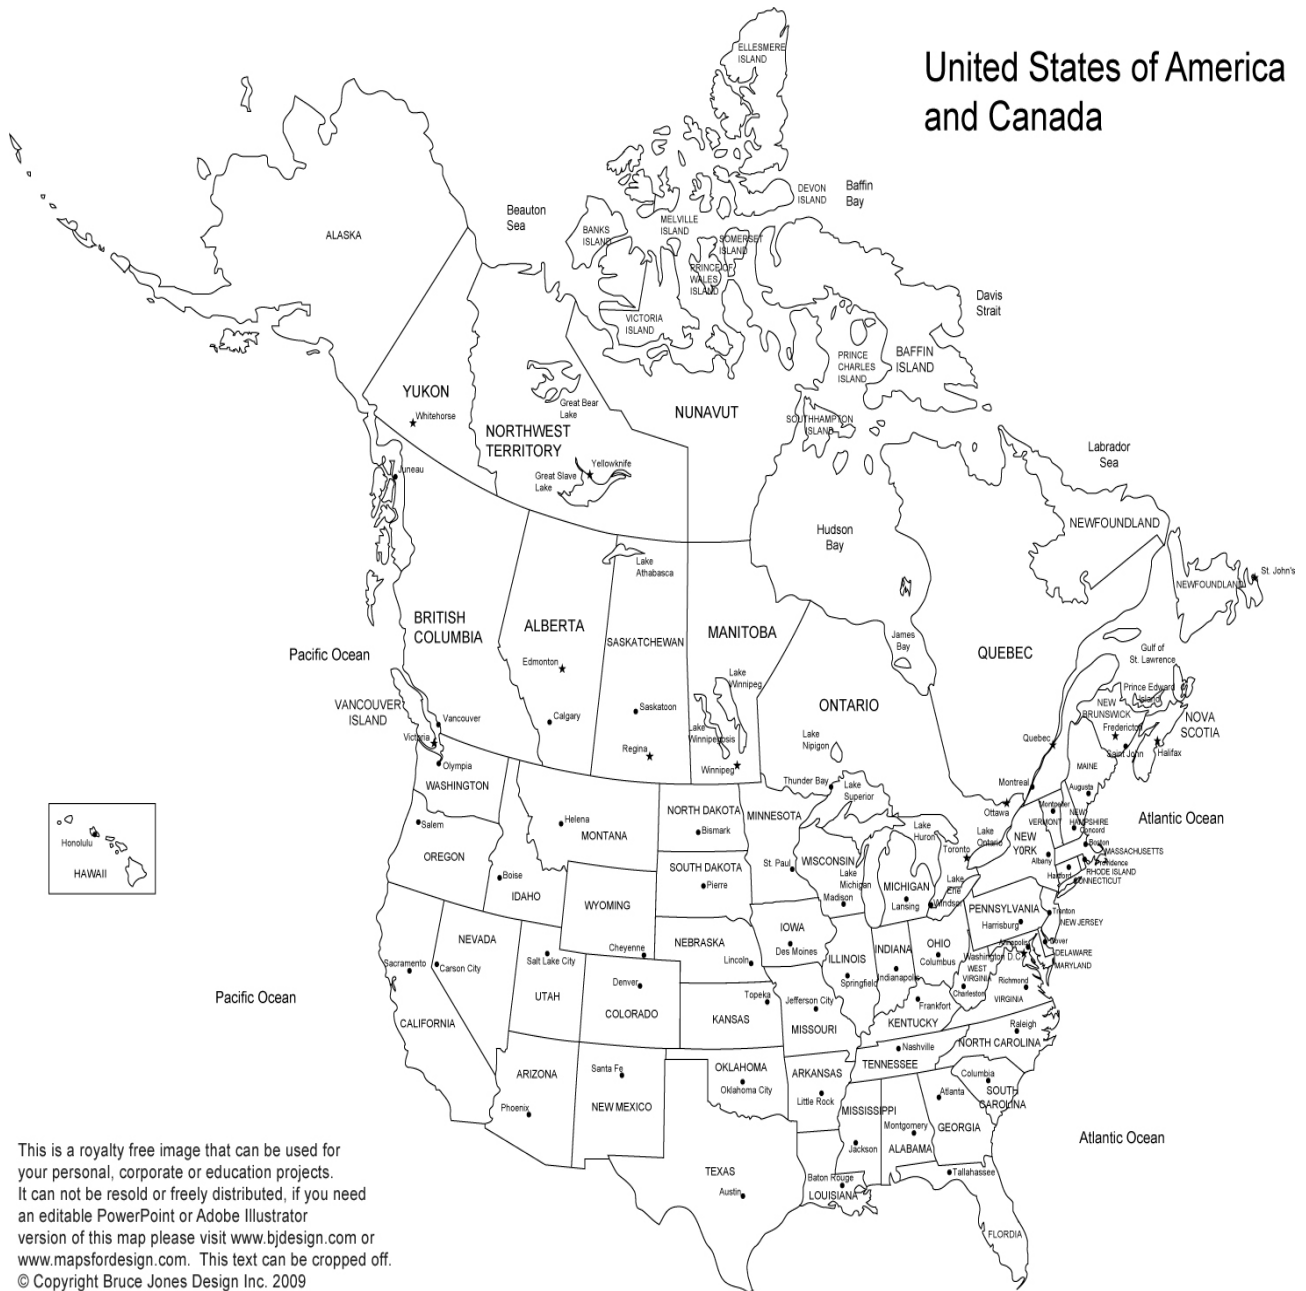 United States of America
and Canada
ELLESMERE
ISLAND
DEVON
ISLAND
Baffin
Bay
Beauton
Sea
BANKS
ISLAND
MELVILLE
ISLAND
SOMERSET
ISLAND
PRINCE OF
WALES
ISLAND
ALASKA
Davis
Strait
VICTORIA
ISLAND
PRINCE
CHARLES
ISLAND
BAFFIN
ISLAND
YUKON
Whitehorse
Great Bear
Lake
NUNAVUT
SOUTHHAMPTON
ISLAND
NORTHWEST
TERRITORY
Labrador
Sea
Juneau
Great Slave
Lake
Yellowknife
Hudson
Bay
NEWFOUNDLAND
Lake
Athabasca
NEWFOUNDLAND
St. John's
BRITISH
COLUMBIA
ALBERTA
SASKATCHEWAN
MANITOBA
James
Bay
QUEBEC
Gulf of
St. Lawrence
Pacific Ocean
Edmonton
Lake
Winnipeg
Prince Edward
Island
VANCOUVER
ISLAND
Vancouver
Victoria
Calgary
Saskatoon
Regina
Lake
Winnipegosis
Winnipeg
ONTARIO
Lake
Nipigon
Quebec
NEW
BRUNSWICK
Fredericton
Saint John
NOVA
SCOTIA
Halifax
Olympia
WASHINGTON
Thunder Bay
Lake
Superior
Montreal
Ottawa
MAINE
Augusta
Salem
OREGON
Helena
MONTANA
NORTH DAKOTA
Bismark
MINNESOTA
St. Paul
Lake
Huron
Toronto
Lake
Ontario
NEW
YORK
Albany
Montpelier
VERMONT
NEW
HAMPSHIRE
Concord
Boston
MASSACHUSETTS
Providence
RHODE ISLAND
Hartford
CONNECTICUT
Atlantic Ocean
Honolulu
HAWAII
Boise
IDAHO
WYOMING
Cheyenne
SOUTH DAKOTA
Pierre
WISCONSIN
Lake
Michigan
Madison
MICHIGAN
Lansing
Lake
Erie
Windsor
PENNSYLVANIA
Harrisburg
Trenton
NEW JERSEY
NEVADA
Sacramento
Carson City
Salt Lake City
UTAH
NEBRASKA
Lincoln
IOWA
Des Moines
ILLINOIS
Springfield
INDIANA
Indianapolis
OHIO
Columbus
Annapolis
Washington D.C.
Dover
DELAWARE
MARYLAND
WEST
VIRGINIA
Charleston
Richmond
VIRGINIA
Pacific Ocean
CALIFORNIA
Denver
COLORADO
Topeka
KANSAS
Jefferson City
MISSOURI
Frankfort
KENTUCKY
Raleigh
NORTH CAROLINA
Nashville
TENNESSEE
ARIZONA
Phoenix
Santa Fe
NEW MEXICO
OKLAHOMA
Oklahoma City
ARKANSAS
Little Rock
Columbia
SOUTH
CAROLINA
MISSISSIPPI
Jackson
Montgomery
ALABAMA
Atlanta
GEORGIA
Atlantic Ocean
TEXAS
Austin
Baton Rouge
LOUISIANA
Tallahassee
FLORDIA
This is a royalty free image that can be used for
your personal, corporate or education projects.
It can not be resold or freely distributed, if you need
an editable PowerPoint or Adobe Illustrator
version of this map please visit www.bjdesign.com or
www.mapsfordesign.com. This text can be cropped off.
© Copyright Bruce Jones Design Inc. 2009